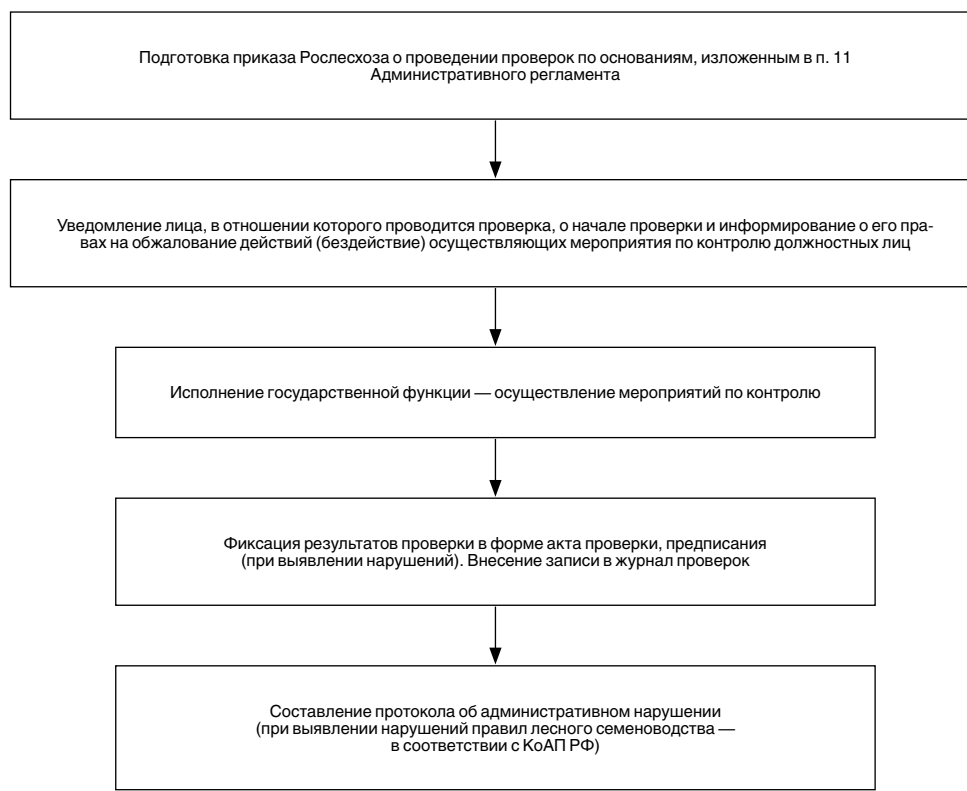 Подготовка приказа Рослесхоза о проведении проверок по основаниям, изложенным в п. 11
Административного регламента
Уведомление лица, в отношении которого проводится проверка, о начале проверки и информирование о его пра-
вах на обжалование действий (бездействие) осуществляющих мероприятия по контролю должностных лиц
Исполнение государственной функции — осуществление мероприятий по контролю
Фиксация результатов проверки в форме акта проверки, предписания
(при выявлении нарушений). Внесение записи в журнал проверок
Составление протокола об административном нарушении
(при выявлении нарушений правил лесного семеноводства —
в соответствии с КоАП РФ)